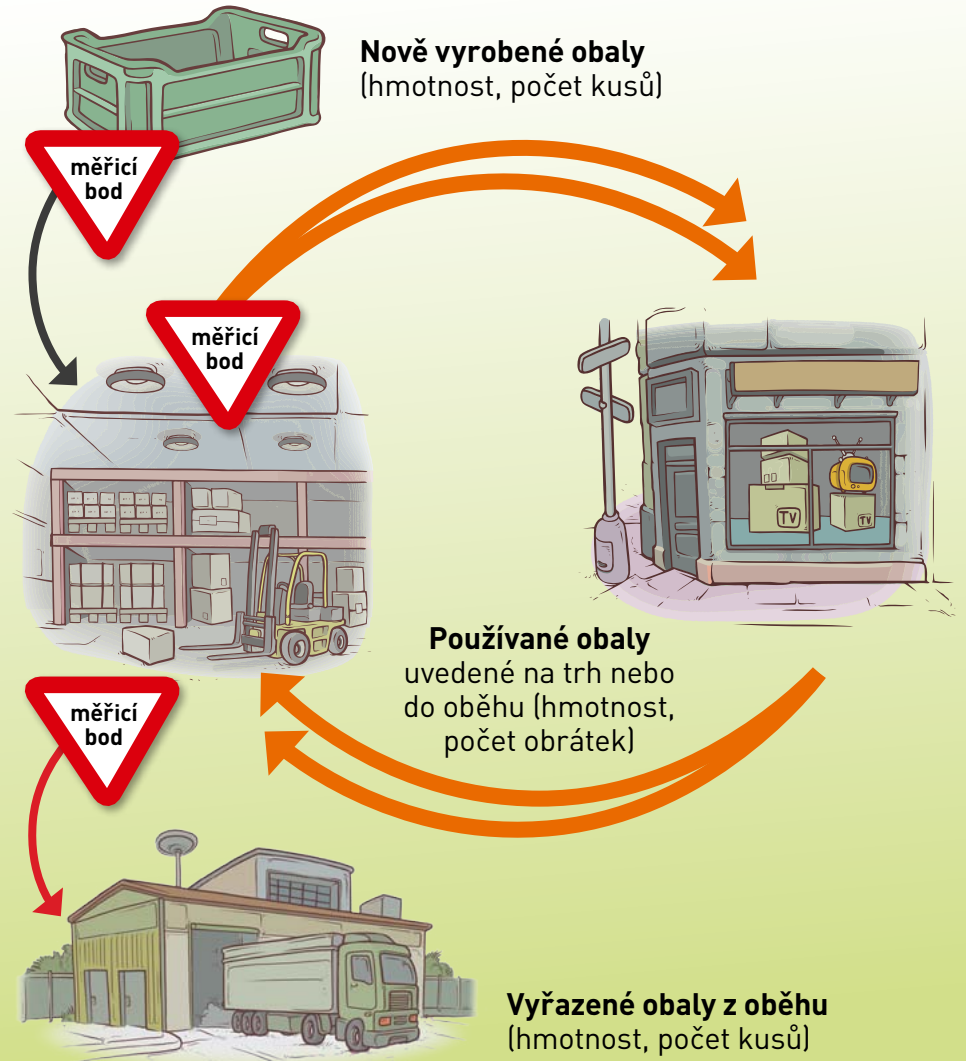 Nově vyrobené obaly
(hmotnost, počet kusů)
měřicí
bod
měřicí
bod
TV
TV
Používané obaly
uvedené na trh nebo
do oběhu (hmotnost,
počet obrátek)
měřicí
bod
Vyřazené obaly z oběhu
(hmotnost, počet kusů)